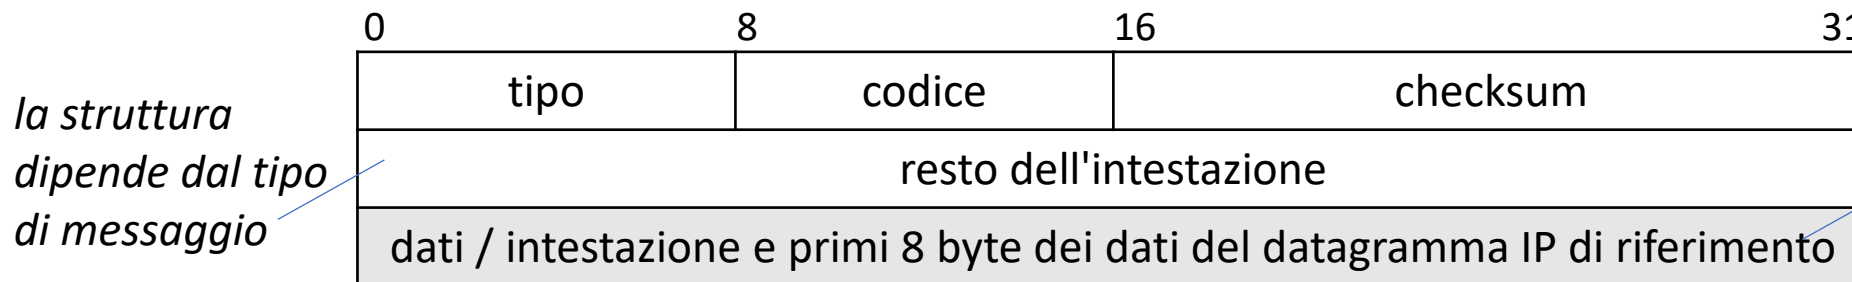 0 8 16 31
tipo codice checksum
la struttura
dipende dal tipo
di messaggio
resto dell'intestazione
dati / intestazione e primi 8 byte dei dati del datagramma IP di riferimento